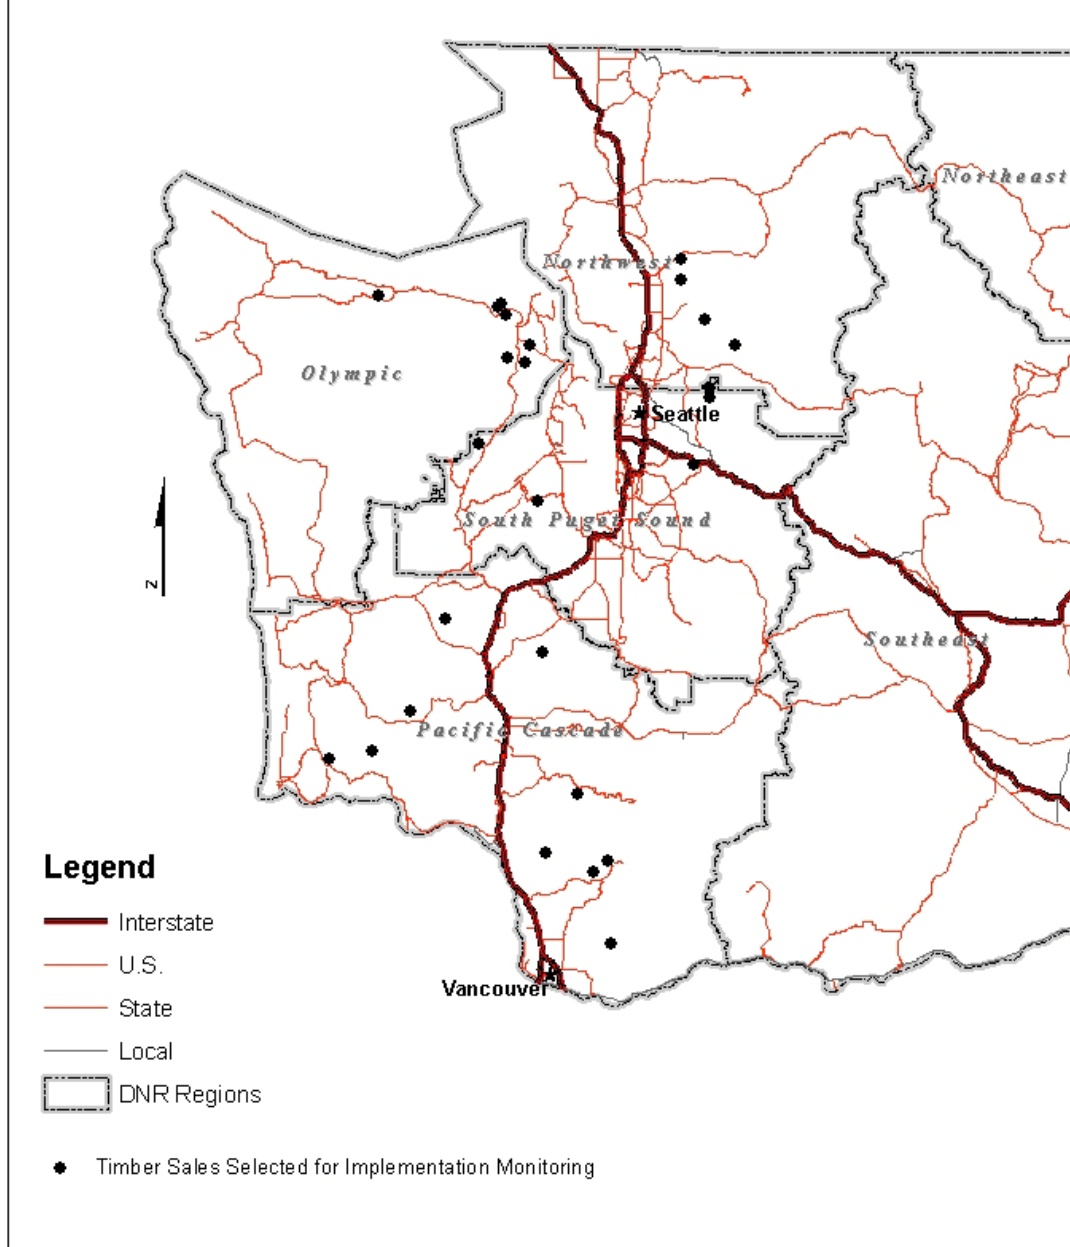 Northeast
Northwest
Olympic
Seattle
South Puget Sound
N
Southeast
Pacific Cascade
Vancouver
Legend
Interstate
U.S.
State
Local
DNR Regions
Timber Sales Selected for Implementation Monitoring